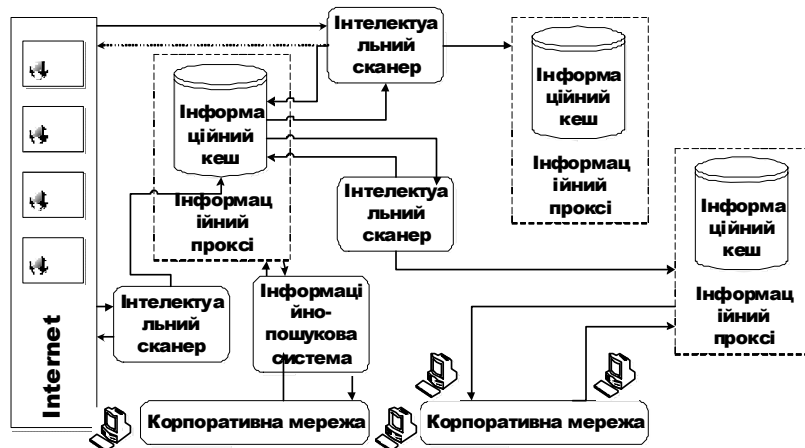 Інтелектуа
льний
сканер
Інформа
ційний
кеш
Інформац
ійний
проксі
Інформа
ційний
кеш
Інформац
ійний
проксі
Інтелектуа
льний
сканер
Інформа
ційний
кеш
Інформац
ійний
проксі
Інтелектуа
льний
сканер
Інформаці
йно-
пошукова
система
Internet
Корпоративна мережа
Корпоративна мережа